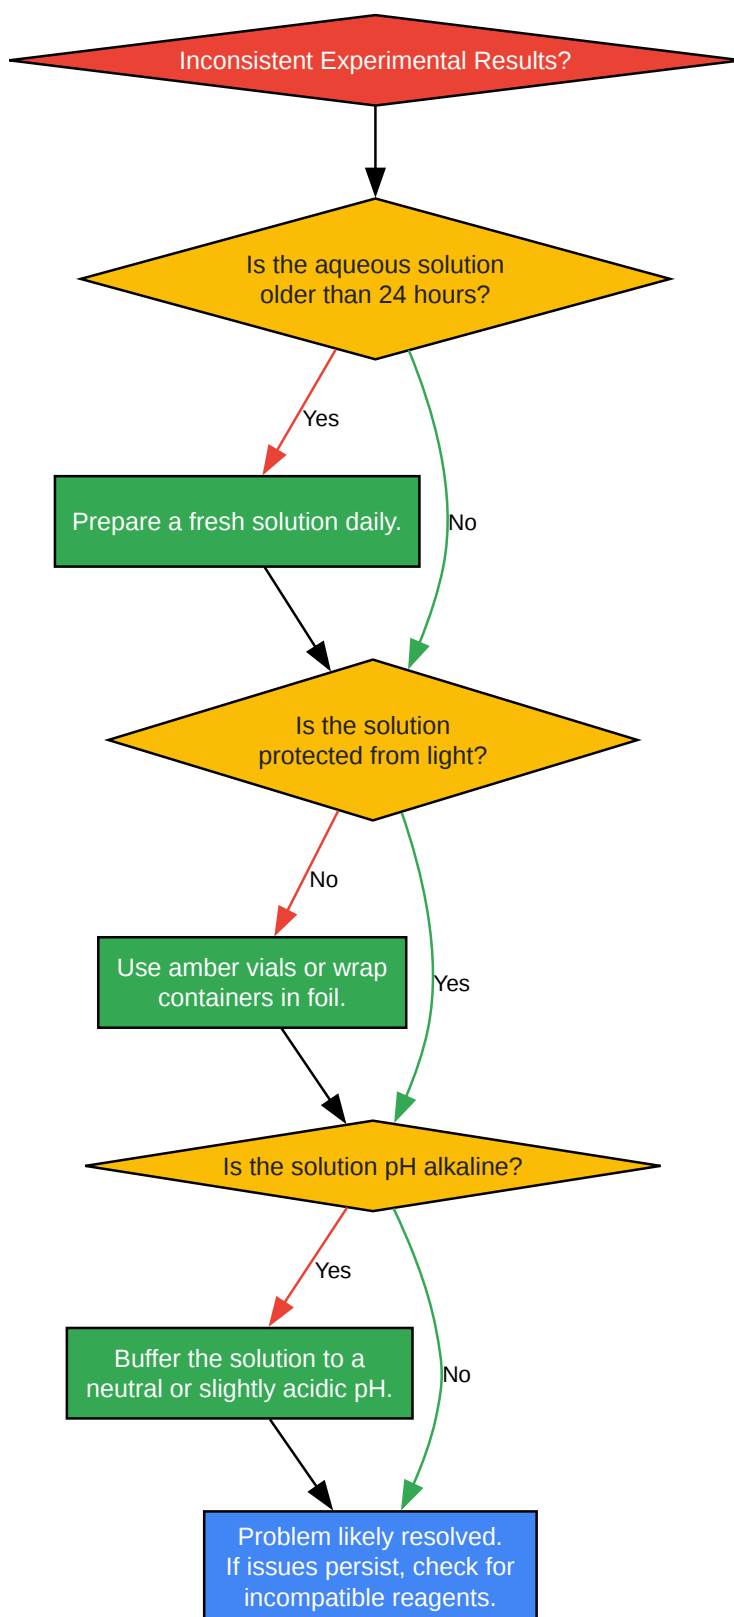 Inconsistent Experimental Results?
Is the aqueous solution
older than 24 hours?
Yes
Prepare a fresh solution daily.
No
Is the solution
protected from light?
No
Use amber vials or wrap
containers in foil.
Yes
Is the solution pH alkaline?
Yes
Buffer the solution to a
neutral or slightly acidic pH.
No
Problem likely resolved.
If issues persist, check for
incompatible reagents.